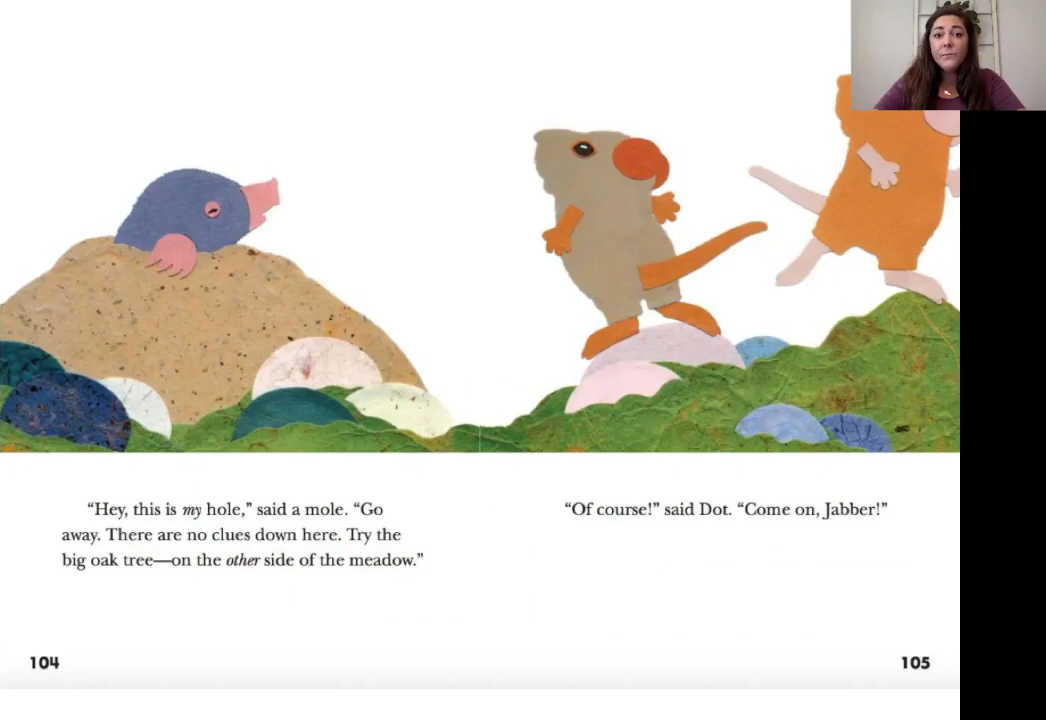 “Hey, this is my hole,” said a mole. “Go
away. There are no clues down here. Try the
big oak tree—on the other side of the meadow.”
“Of course!” said Dot. “Come on, Jabber!”
104
105